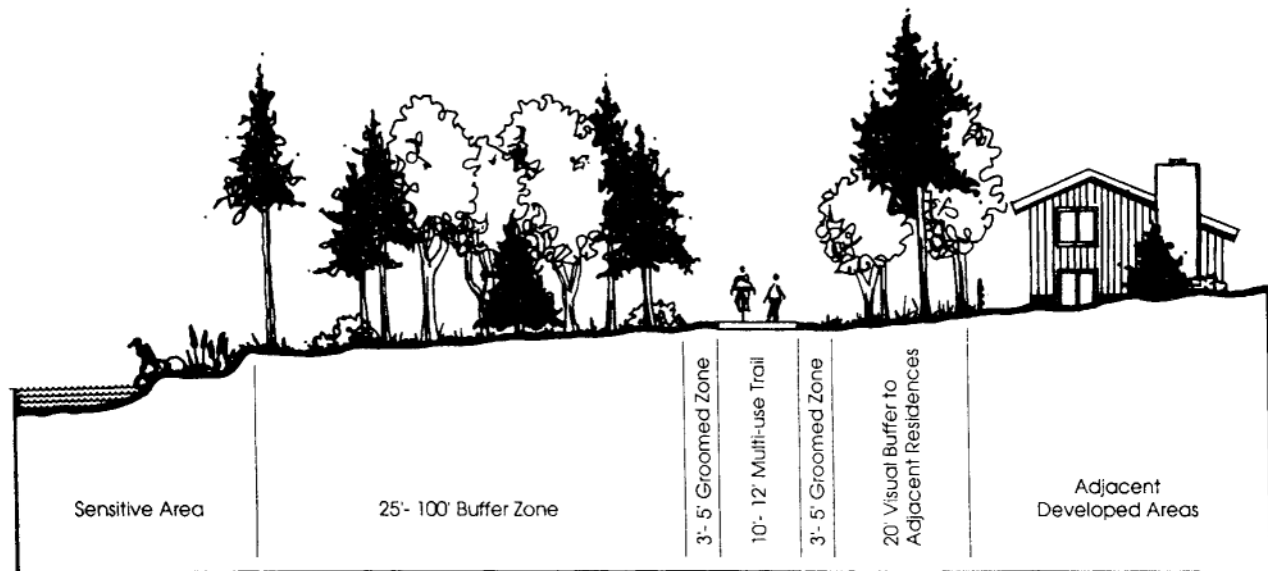 Sensitive Area
25'- 100' Buffer Zone
3'- 5' Groomed Zone
10'- 12' Multi-use Trail
3'- 5' Groomed Zone
20' Visual Buffer to
Adjacent Residences
Adjacent
Developed Areas